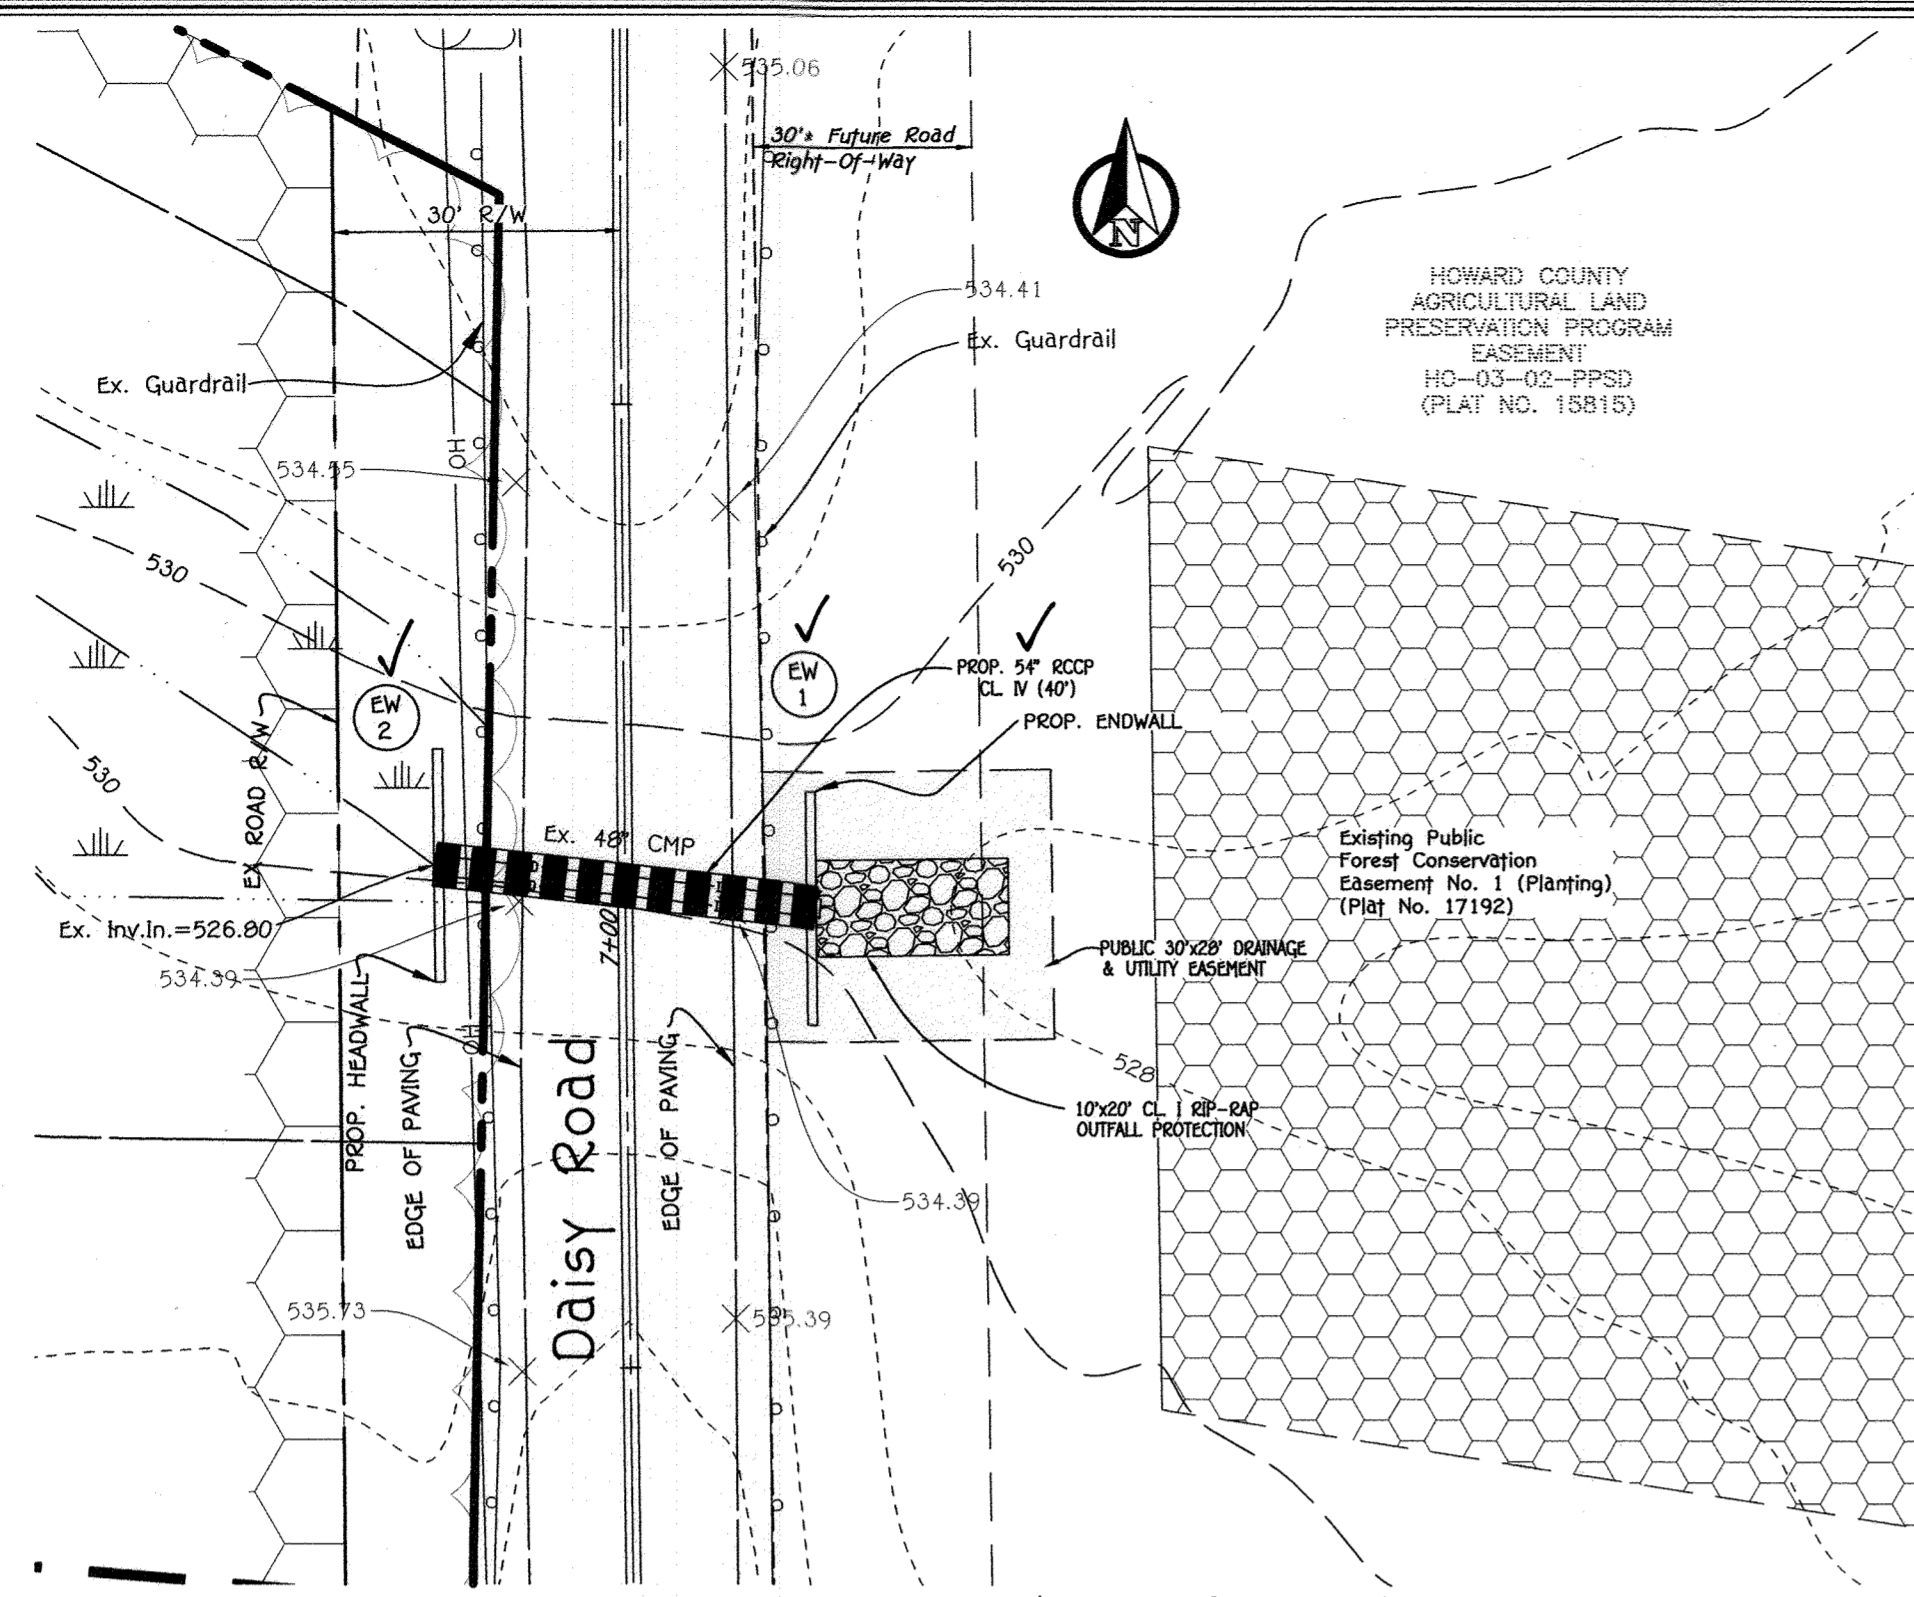 535.06
30'± Future Road
Right-Of-Way
30' R/W
N
HOWARD COUNTY
AGRICULTURAL LAND
PRESERVATION PROGRAM
EASEMENT
HO-03-02-PPSD
(PLAT NO. 15815)
534.41
Ex. Guardrail
Ex. Guardrail
OH
534.55
530
530
EW
1
EW
2
PROP. 54" RCCP
CL. IV (40')
PROP. ENDWALL
EX ROAD R/W
530
Ex. 48" CMP
Existing Public
Forest Conservation
Easement No. 1 (Planting)
(Plat No. 17192)
Ex. Inv.In.=526.80
7+00
534.39
PUBLIC 30'x28' DRAINAGE
& UTILITY EASEMENT
PROP. HEADWALL
OH
EDGE OF PAVING
Daisy Road
EDGE OF PAVING
528
10'x20' CL. I RIP-RAP
OUTFALL PROTECTION
534.39
535.73
535.39